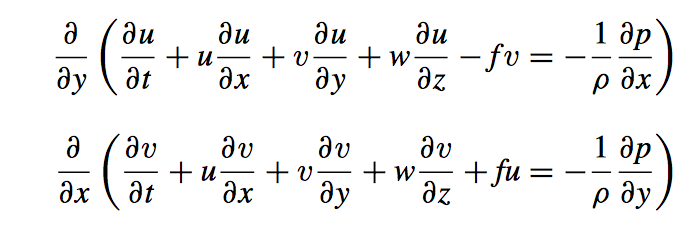 ∂/∂y (∂u/∂t + u ∂u/∂x + v ∂u/∂y + w ∂u/∂z − fv = − 1/ρ ∂p/∂x)
∂/∂x (∂v/∂t + u ∂v/∂x + v ∂v/∂y + w ∂v/∂z + fu = − 1/ρ ∂p/∂y)